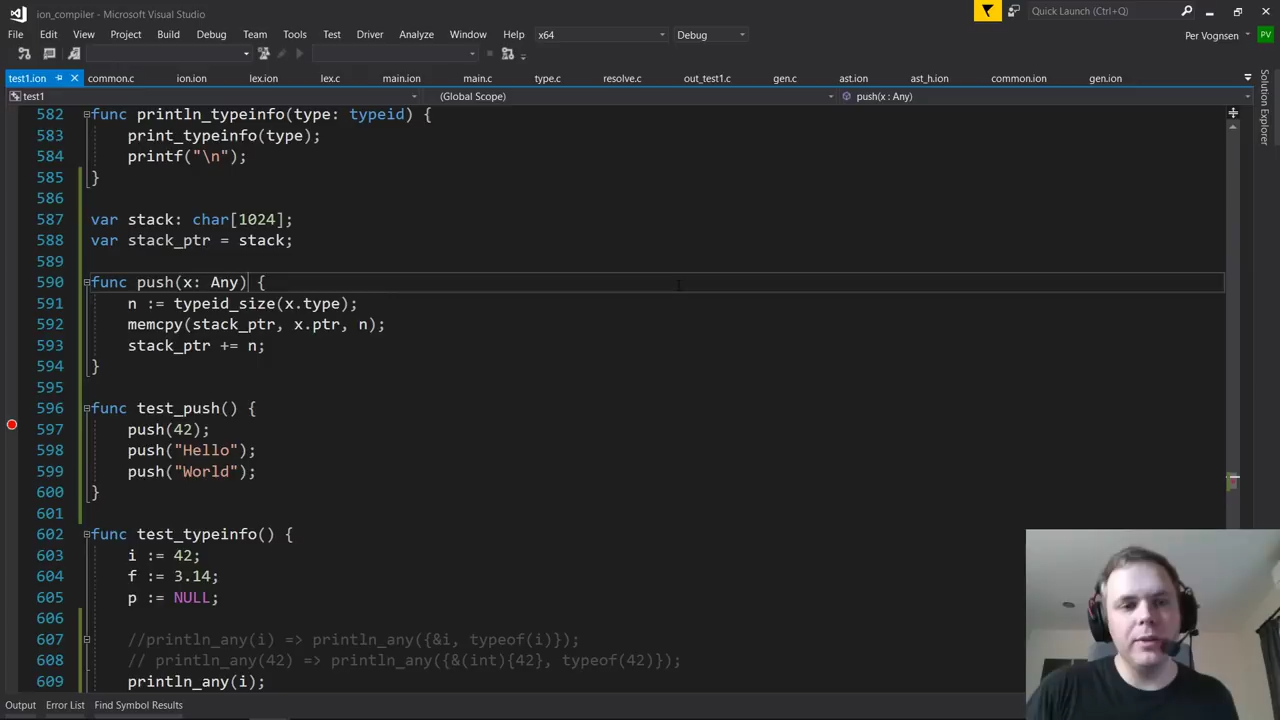 ion_compiler - Microsoft Visual Studio
Quick Launch (Ctrl+Q)
File Edit View Project Build Debug Team Tools Test Driver Analyze Window Help x64 Debug Per Vognsen PV
test1.ion common.c ion.ion lex.ion lex.c main.ion main.c type.c resolve.c out_test1.c gen.c ast.ion ast_h.ion common.ion gen.ion
test1 (Global Scope) push(x : Any)
Solution Explorer
582 func println_typeinfo(type: typeid) {
583 print_typeinfo(type);
584 printf("\n");
585 }
586
587 var stack: char[1024];
588 var stack_ptr = stack;
589
590 func push(x: Any) {
591 n := typeid_size(x.type);
592 memcpy(stack_ptr, x.ptr, n);
593 stack_ptr += n;
594 }
595
596 func test_push() {
597 push(42);
598 push("Hello");
599 push("World");
600 }
601
602 func test_typeinfo() {
603 i := 42;
604 f := 3.14;
605 p := NULL;
606
607 //println_any(i) => println_any({&i, typeof(i)});
608 // println_any(42) => println_any({&(int){42}, typeof(42)});
609 println_any(i);
Output Error List Find Symbol Results